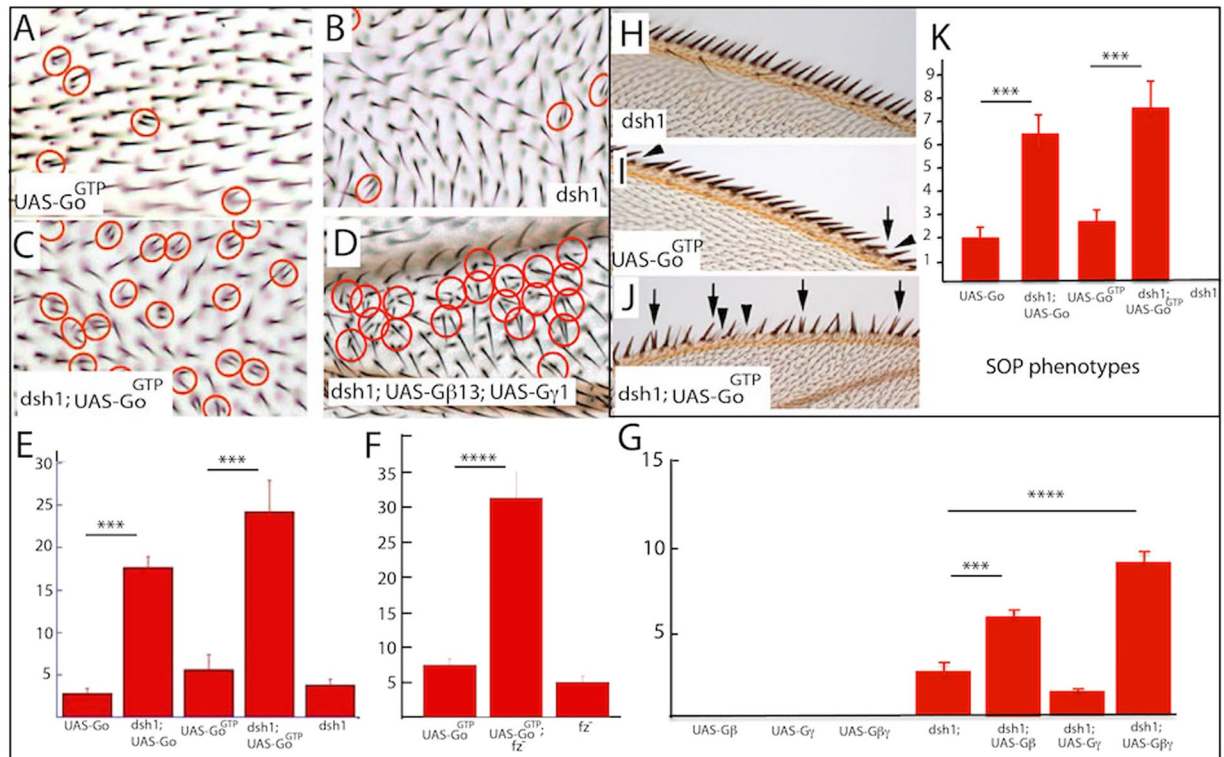 A
UAS-Go^GTP
B
dsh1
C
dsh1; UAS-Go^GTP
D
dsh1; UAS-Gβ13; UAS-Gγ1
E
30
25
20
15
10
5
***
***
UAS-Go
dsh1;
UAS-Go
UAS-Go^GTP
dsh1;
UAS-Go^GTP
dsh1
F
35
30
25
20
15
10
5
****
UAS-Go^GTP
UAS-Go^GTP;
fz^-
fz^-
G
15
10
5
***
****
UAS-Gβ
UAS-Gγ
UAS-Gβγ
dsh1;
dsh1;
UAS-Gβ
dsh1;
UAS-Gγ
dsh1;
UAS-Gβγ
H
dsh1
I
UAS-Go^GTP
J
dsh1; UAS-Go^GTP
K
9
8
7
6
5
4
3
2
1
***
***
UAS-Go
dsh1;
UAS-Go
UAS-Go^GTP
dsh1;
UAS-Go^GTP
dsh1
SOP phenotypes